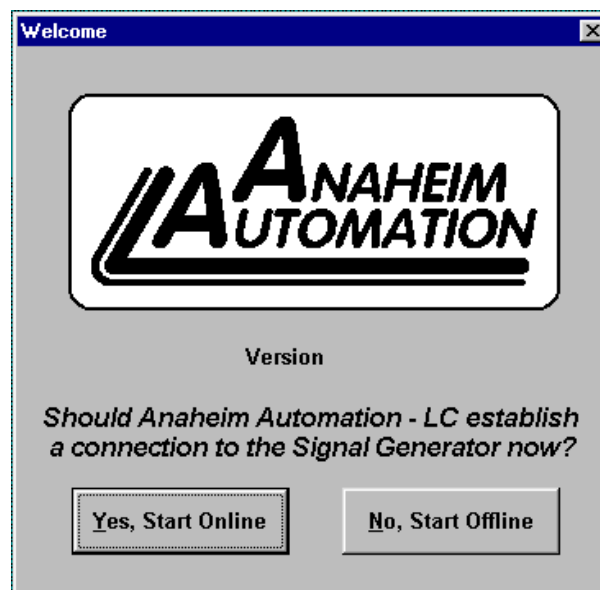 Welcome
ANAHEIM
AUTOMATION
Version
Should Anaheim Automation - LC establish
a connection to the Signal Generator now?
Yes, Start Online
No, Start Offline